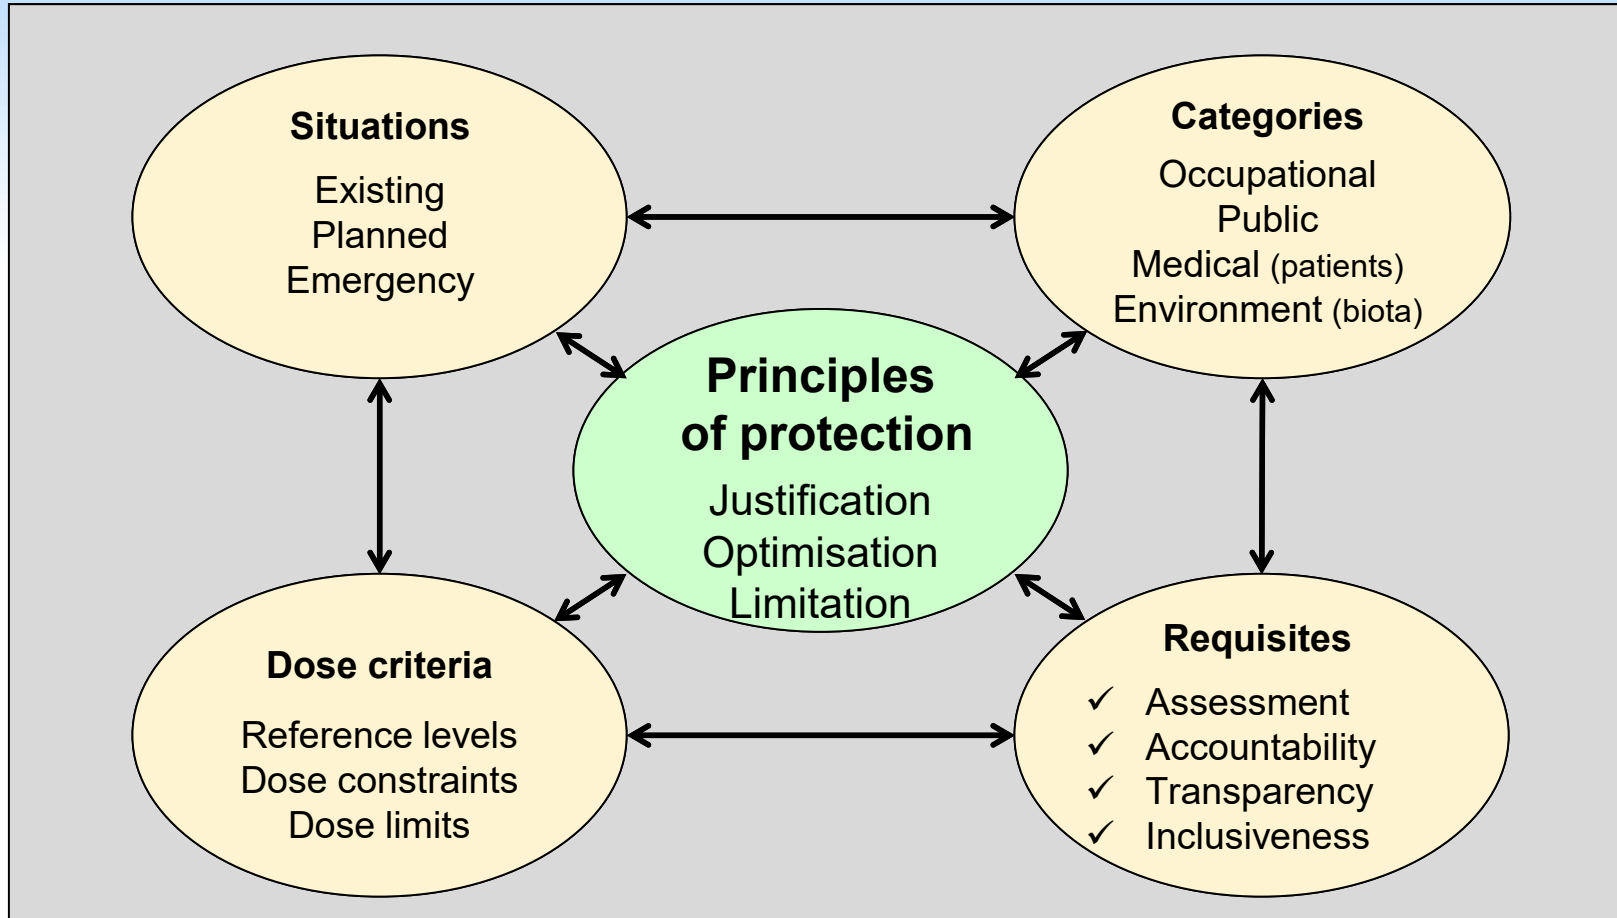 Situations
Existing
Planned
Emergency
Categories
Occupational
Public
Medical (patients)
Environment (biota)
Principles
of protection
Justification
Optimisation
Limitation
Dose criteria
Reference levels
Dose constraints
Dose limits
Requisites
✓ Assessment
✓ Accountability
✓ Transparency
✓ Inclusiveness